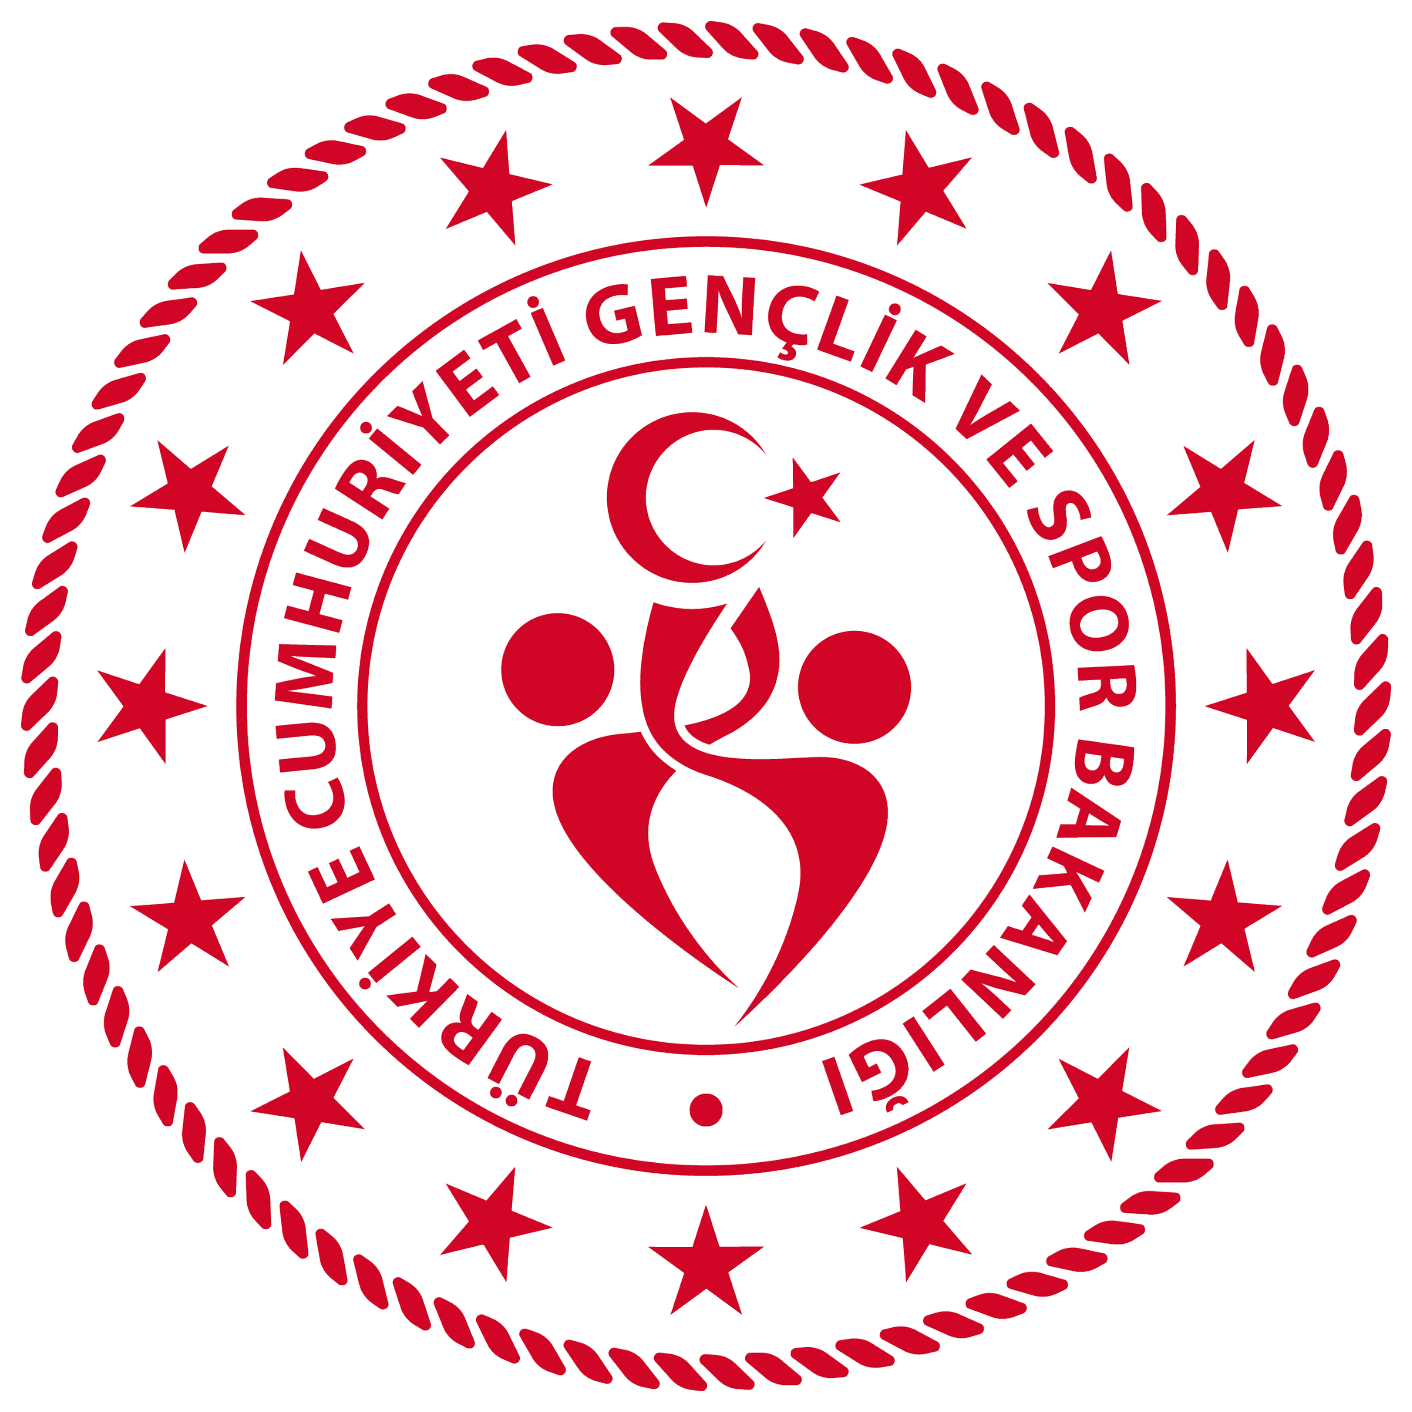 TÜRKİYE CUMHURİYETİ GENÇLİK VE SPOR BAKANLIĞI